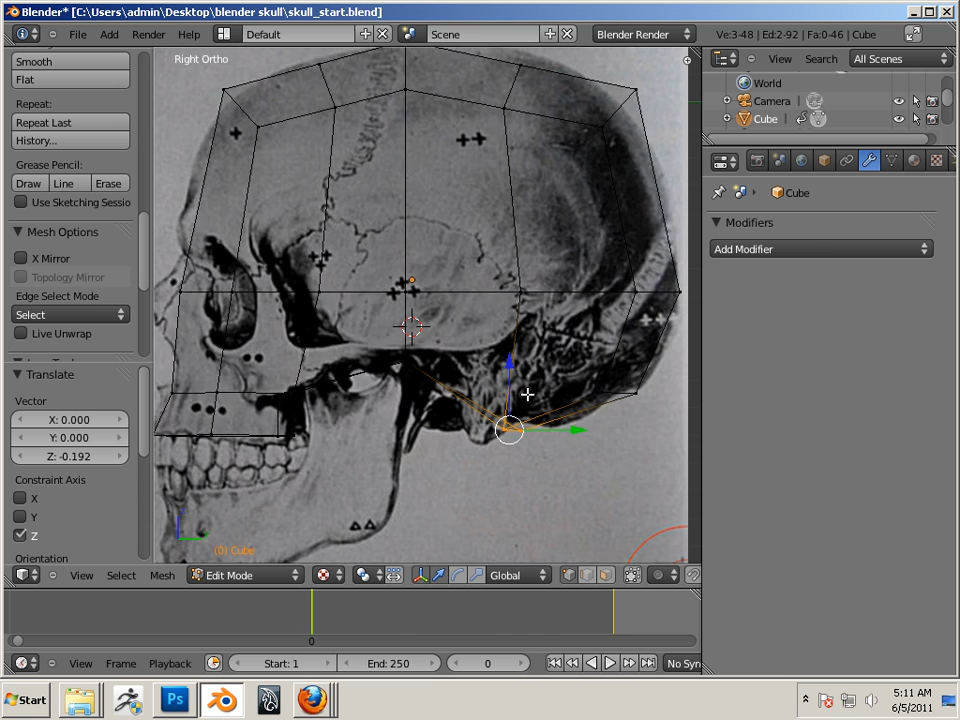 Blender* [C:\Users\admin\Desktop\blender skull\skull_start.blend]
File Add Render Help Default Scene Blender Render Ve:3-48 | Ed:2-92 | Fa:0-46 | Cube
Smooth
Flat
Repeat:
Repeat Last
History...
Grease Pencil:
Draw Line Erase
Use Sketching Sessio
Mesh Options
X Mirror
Topology Mirror
Edge Select Mode
Select
Live Unwrap
Translate
Vector
X: 0.000
Y: 0.000
Z: -0.192
Constraint Axis
X
Y
Z
Orientation
Right Ortho
(0) Cube
View Select Mesh Edit Mode Global
View Search All Scenes
World
Camera
Cube
Cube
Modifiers
Add Modifier
0
View Frame Playback Start: 1 End: 250 0 No Syn
Start Ps 5:11 AM
6/5/2011